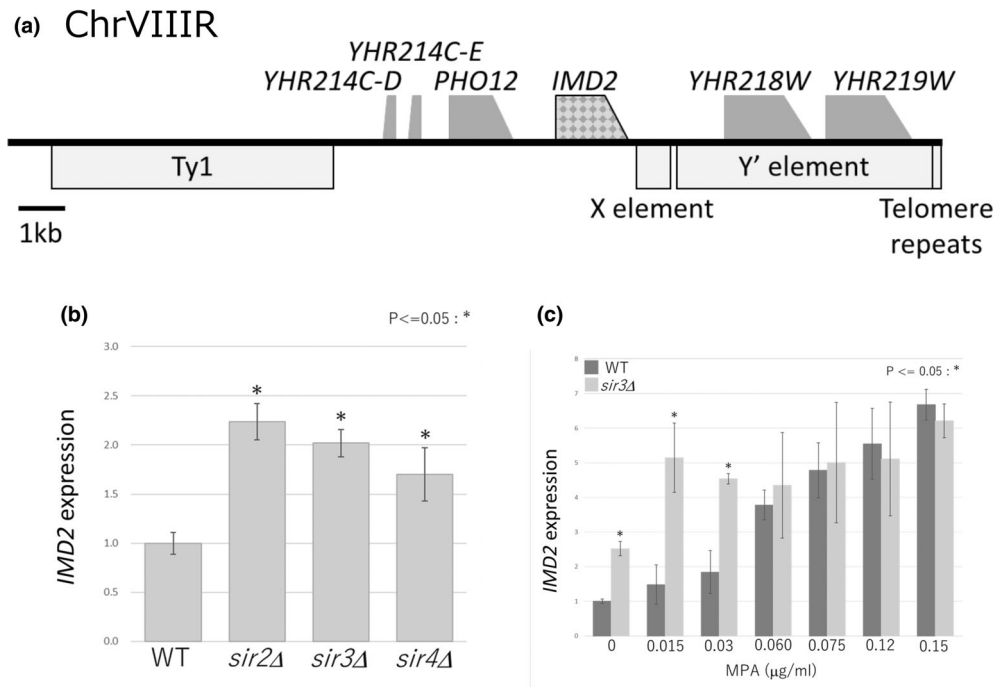 (a) ChrVIIIR
YHR214C-E
YHR214C-D PHO12 IMD2 YHR218W YHR219W
Ty1 Y’ element
X element Telomere
repeats
1kb
(b)
P<=0.05 : *
3.0
2.5
2.0
1.5
1.0
0.5
0.0
IMD2 expression
* * *
WT sir2Δ sir3Δ sir4Δ
(c)
WT
sir3Δ
P <= 0.05 : *
8
7
6
5
4
3
2
1
0
IMD2 expression
* * *
0 0.015 0.03 0.060 0.075 0.12 0.15
MPA (μg/ml)